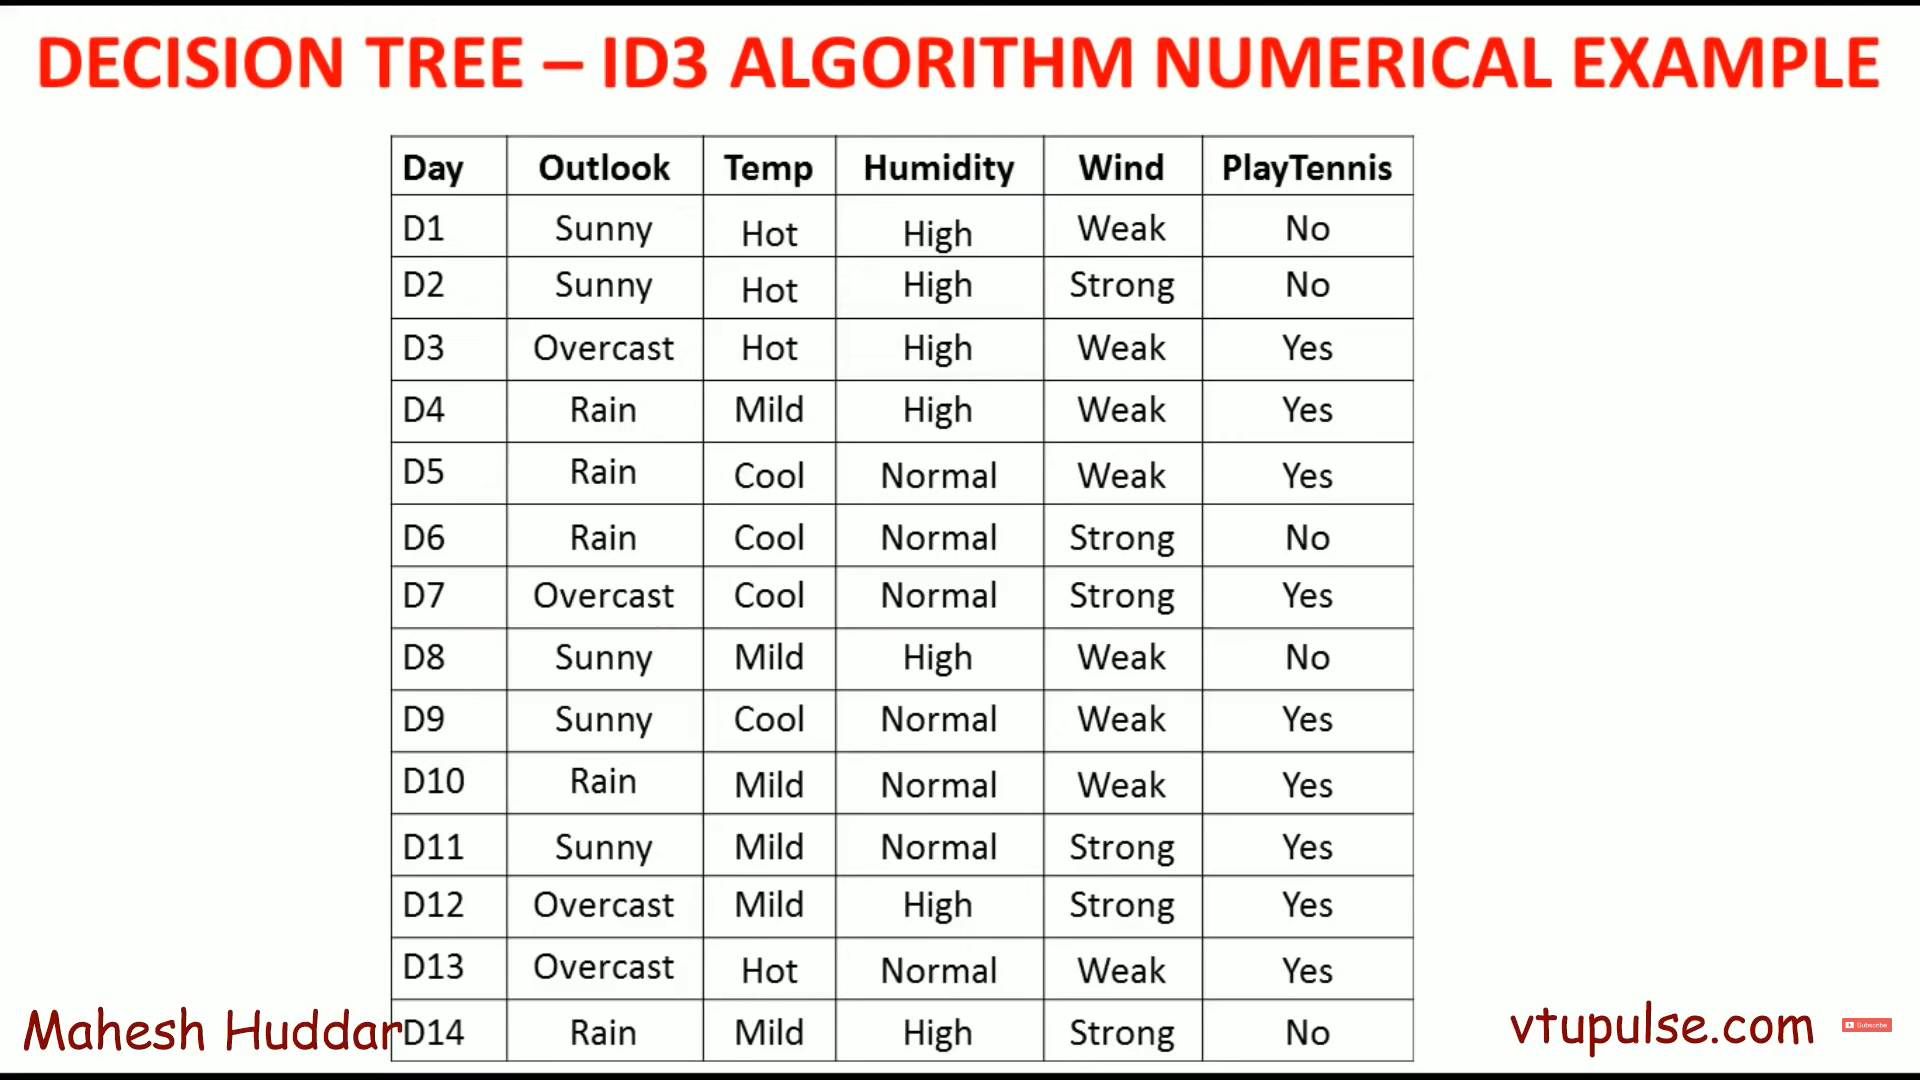 DECISION TREE – ID3 ALGORITHM NUMERICAL EXAMPLE
Day Outlook Temp Humidity Wind PlayTennis
D1 Sunny Hot High Weak No
D2 Sunny Hot High Strong No
D3 Overcast Hot High Weak Yes
D4 Rain Mild High Weak Yes
D5 Rain Cool Normal Weak Yes
D6 Rain Cool Normal Strong No
D7 Overcast Cool Normal Strong Yes
D8 Sunny Mild High Weak No
D9 Sunny Cool Normal Weak Yes
D10 Rain Mild Normal Weak Yes
D11 Sunny Mild Normal Strong Yes
D12 Overcast Mild High Strong Yes
D13 Overcast Hot Normal Weak Yes
D14 Rain Mild High Strong No
Mahesh Huddar
vtupulse.com
Subscribe